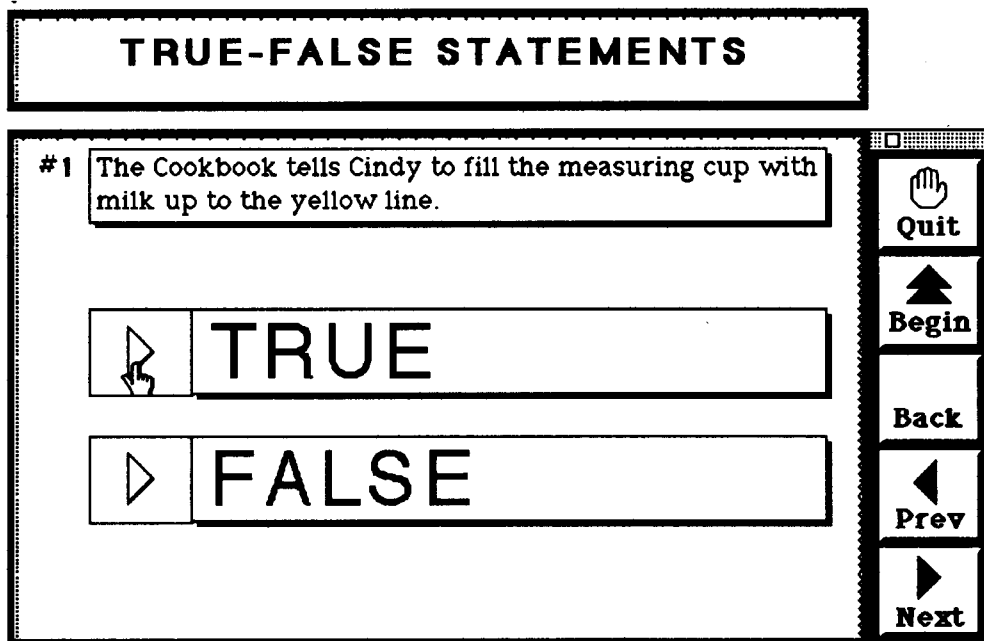 TRUE-FALSE STATEMENTS
#1 The Cookbook tells Cindy to fill the measuring cup with
milk up to the yellow line.
TRUE
FALSE
Quit
Begin
Back
Prev
Next